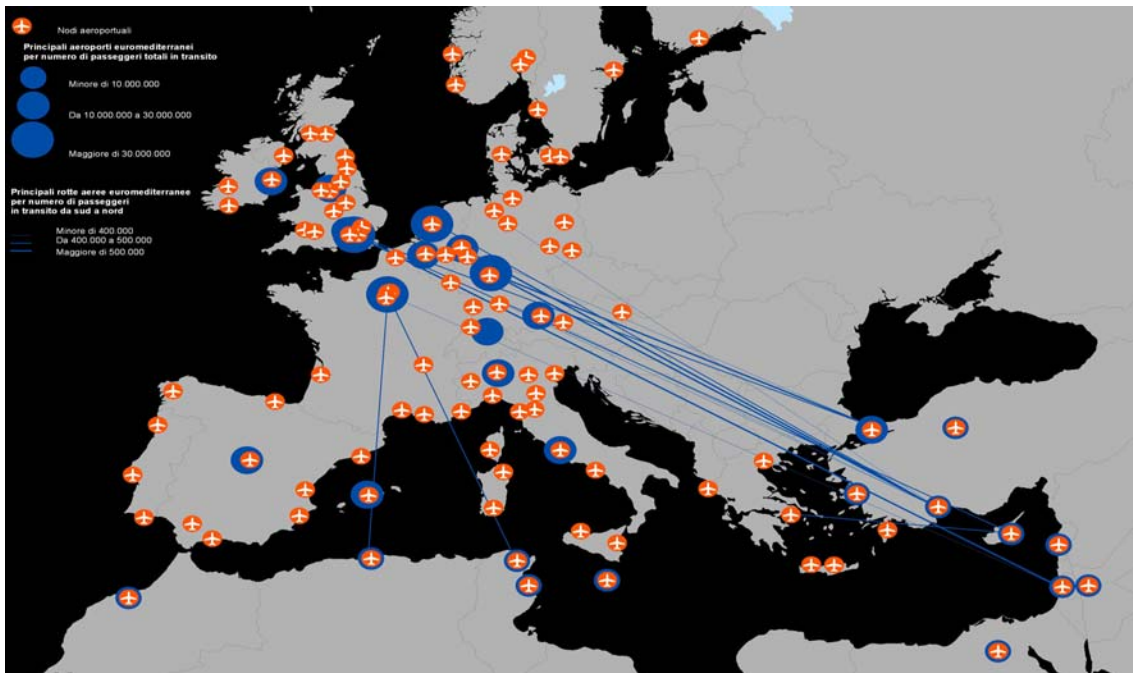 Nodi aeroportuali
Principali aeroporti euromediterranei
per numero di passeggeri totali in transito
Minore di 10.000.000
Da 10.000.000 a 30.000.000
Maggiore di 30.000.000
Principali rotte aeree euromediterranee
per numero di passeggeri
in transito da sud a nord
Minore di 400.000
Da 400.000 a 500.000
Maggiore di 500.000